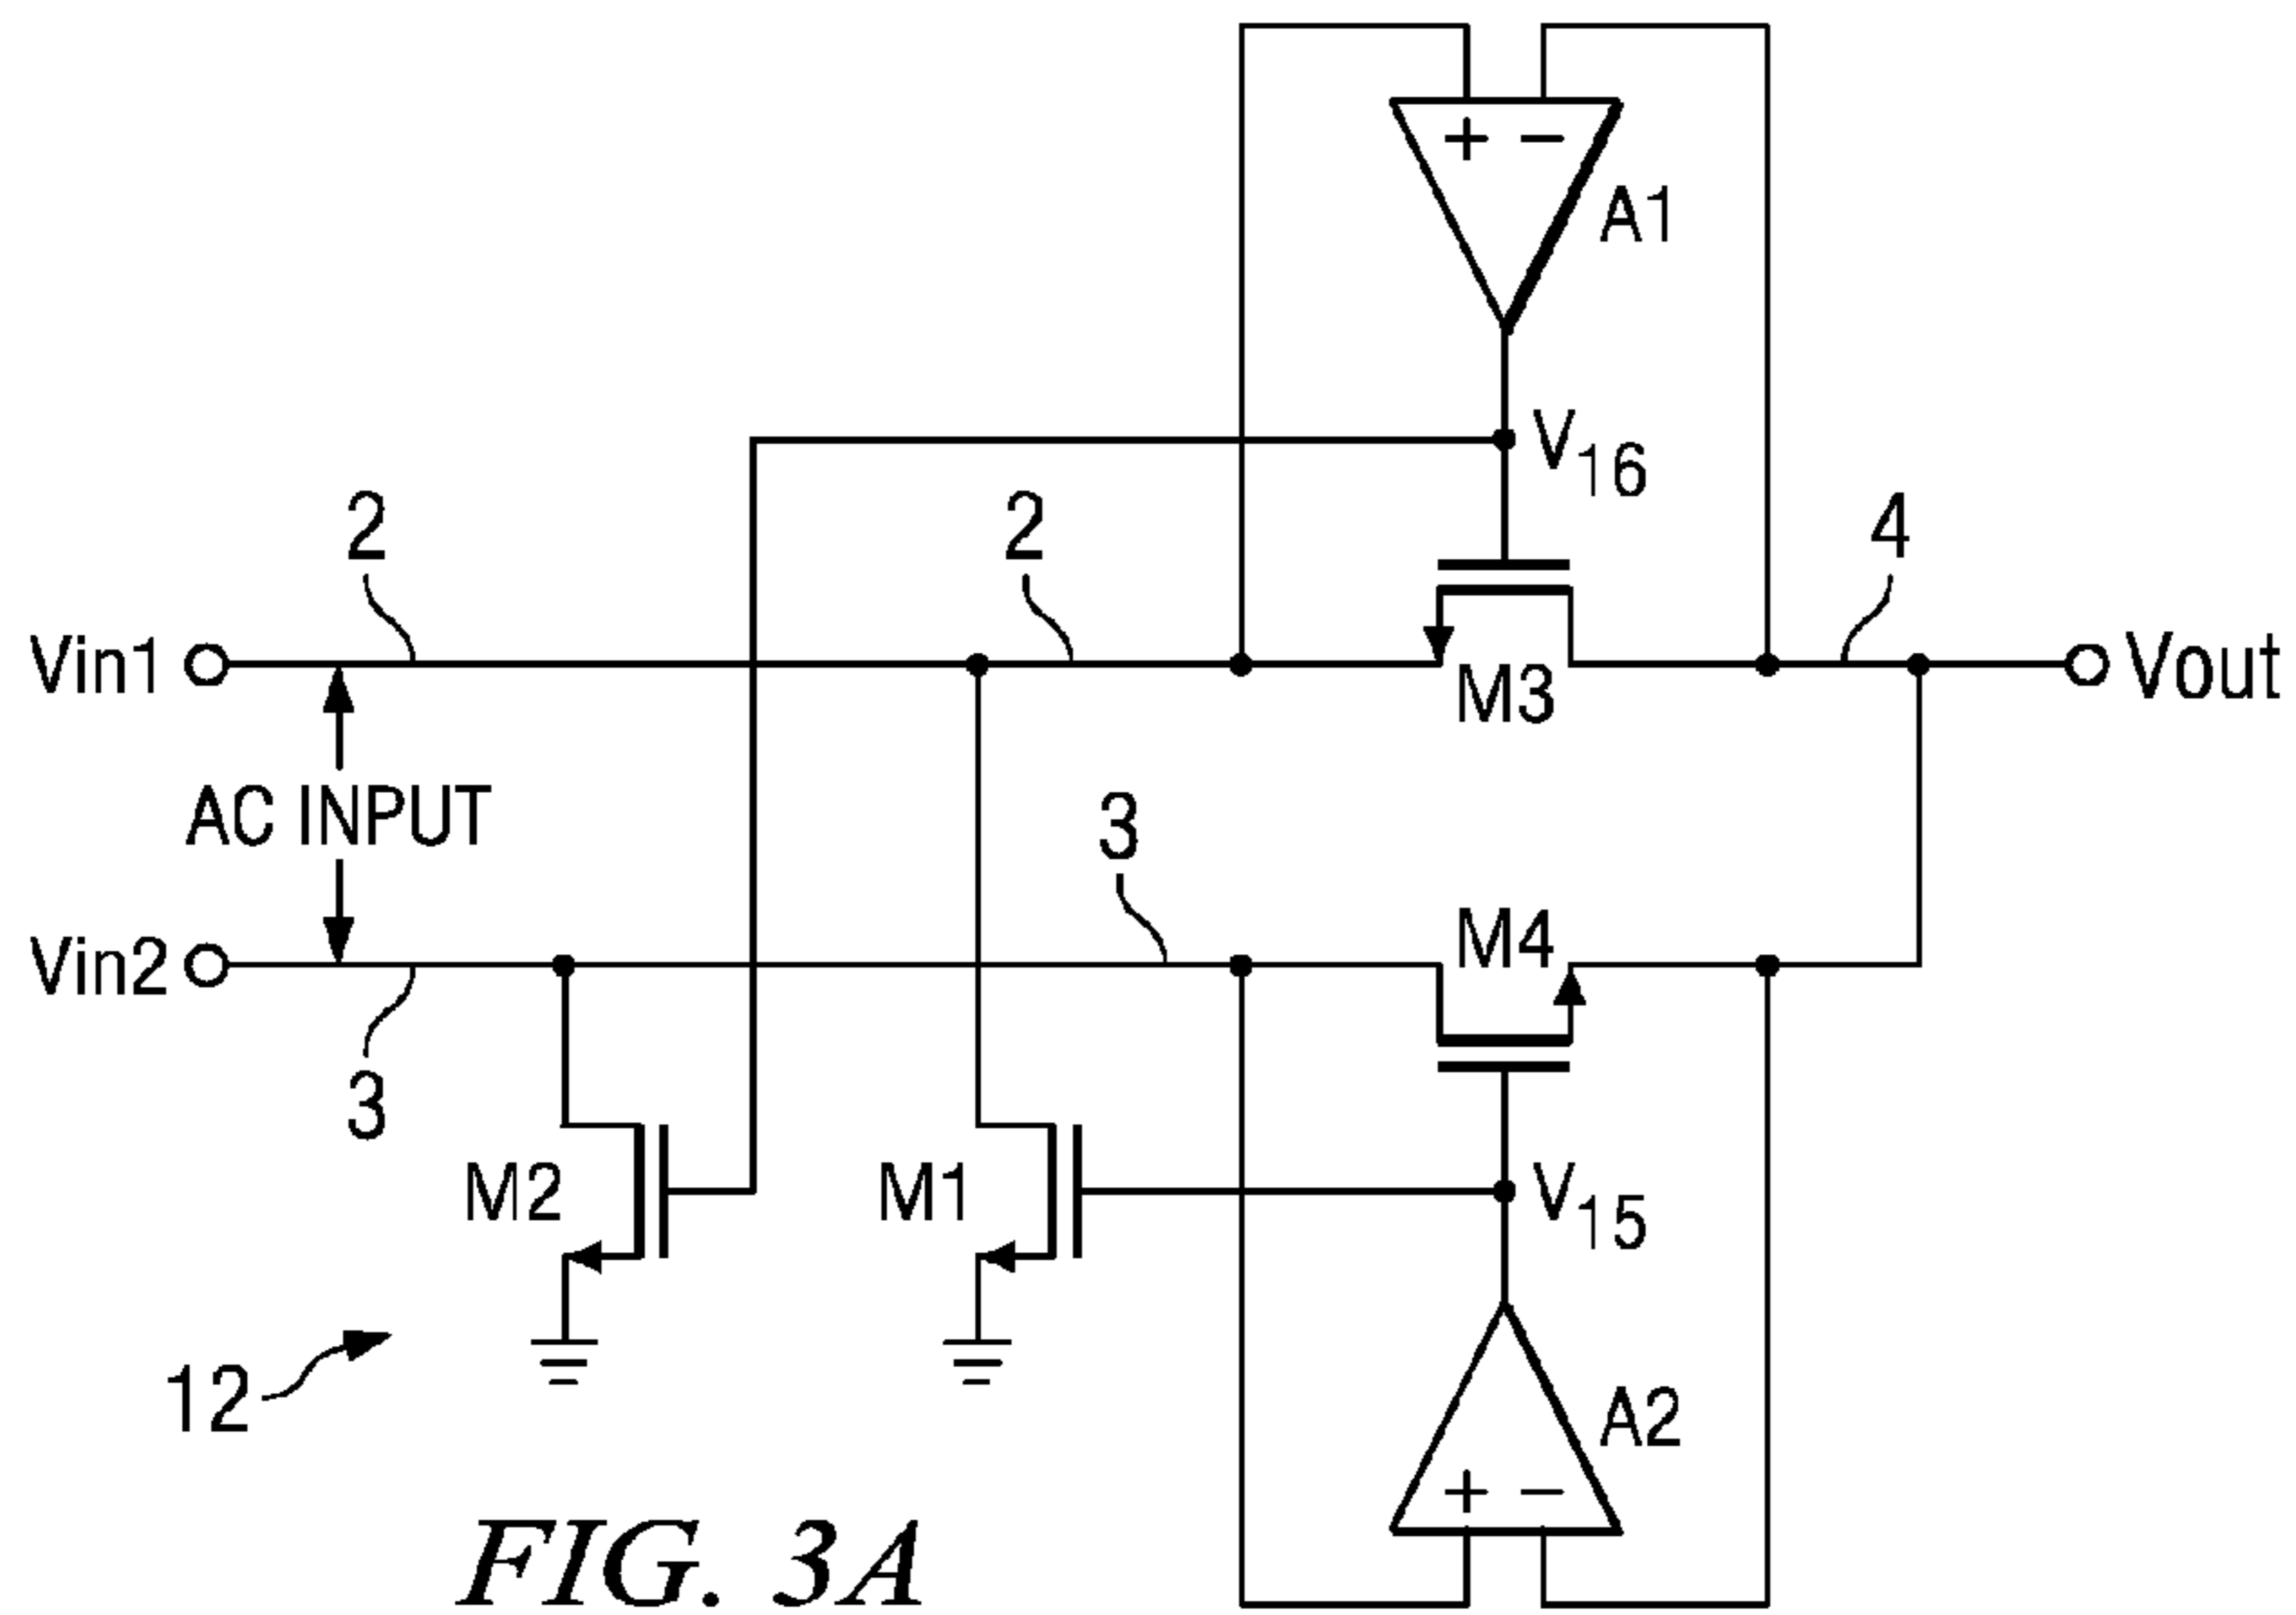 + −
A1
V16
2
2
4
Vin1
M3
Vout
AC INPUT
3
M4
Vin2
3
M2
M1
V15
12
A2
+ −
FIG. 3A